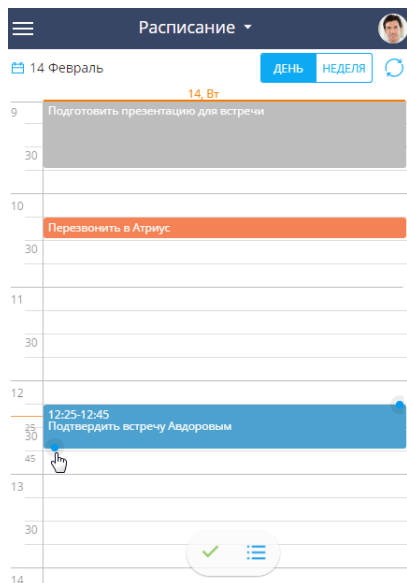 Расписание
14 Февраль
ДЕНЬ НЕДЕЛЯ
14, Вт
9
Подготовить презентацию для встречи
30
10
Перезвонить в Атриус
30
11
30
12
12:25-12:45
Подтвердить встречу Авдоровым
25
30
45
13
30
14